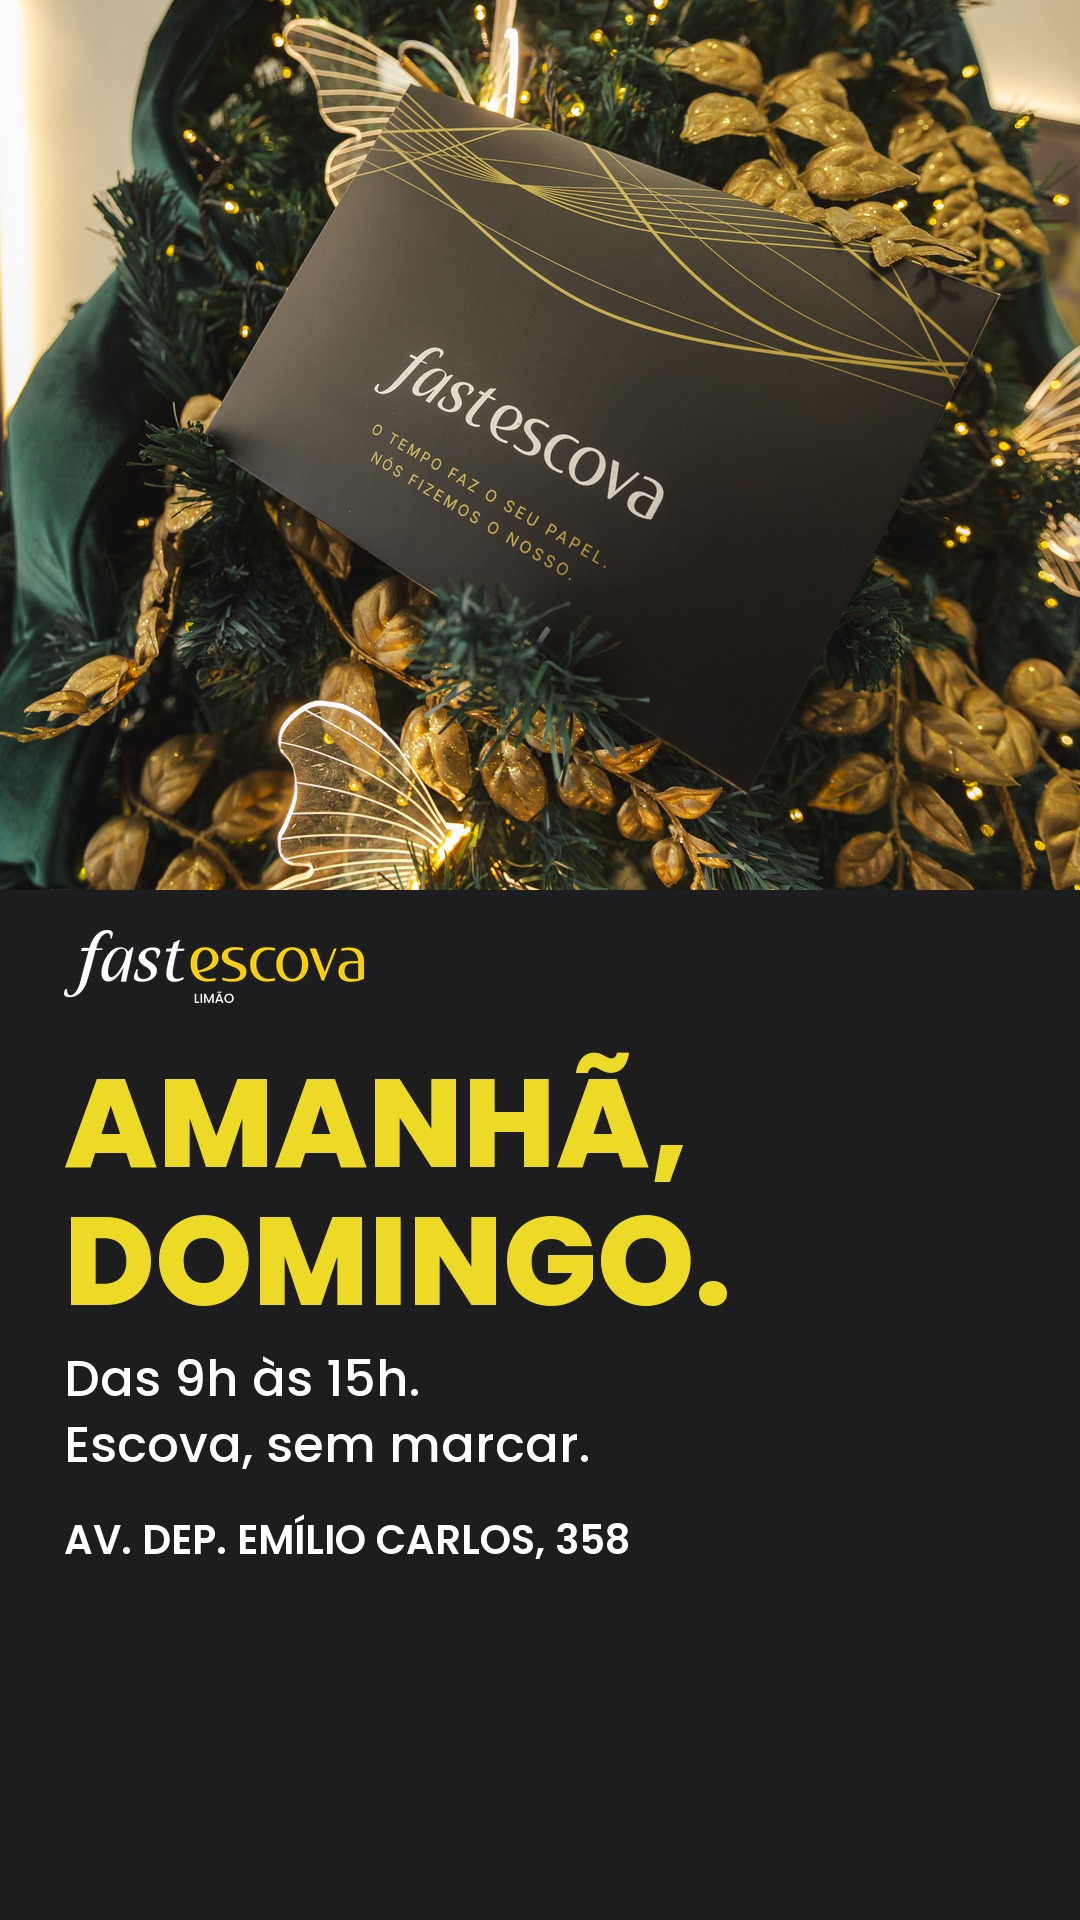 fastescova
O TEMPO FAZ O SEU PAPEL.
NÓS FIZEMOS O NOSSO.
fastescova
LIMÃO
AMANHÃ,
DOMINGO.
Das 9h às 15h.
Escova, sem marcar.
AV. DEP. EMÍLIO CARLOS, 358